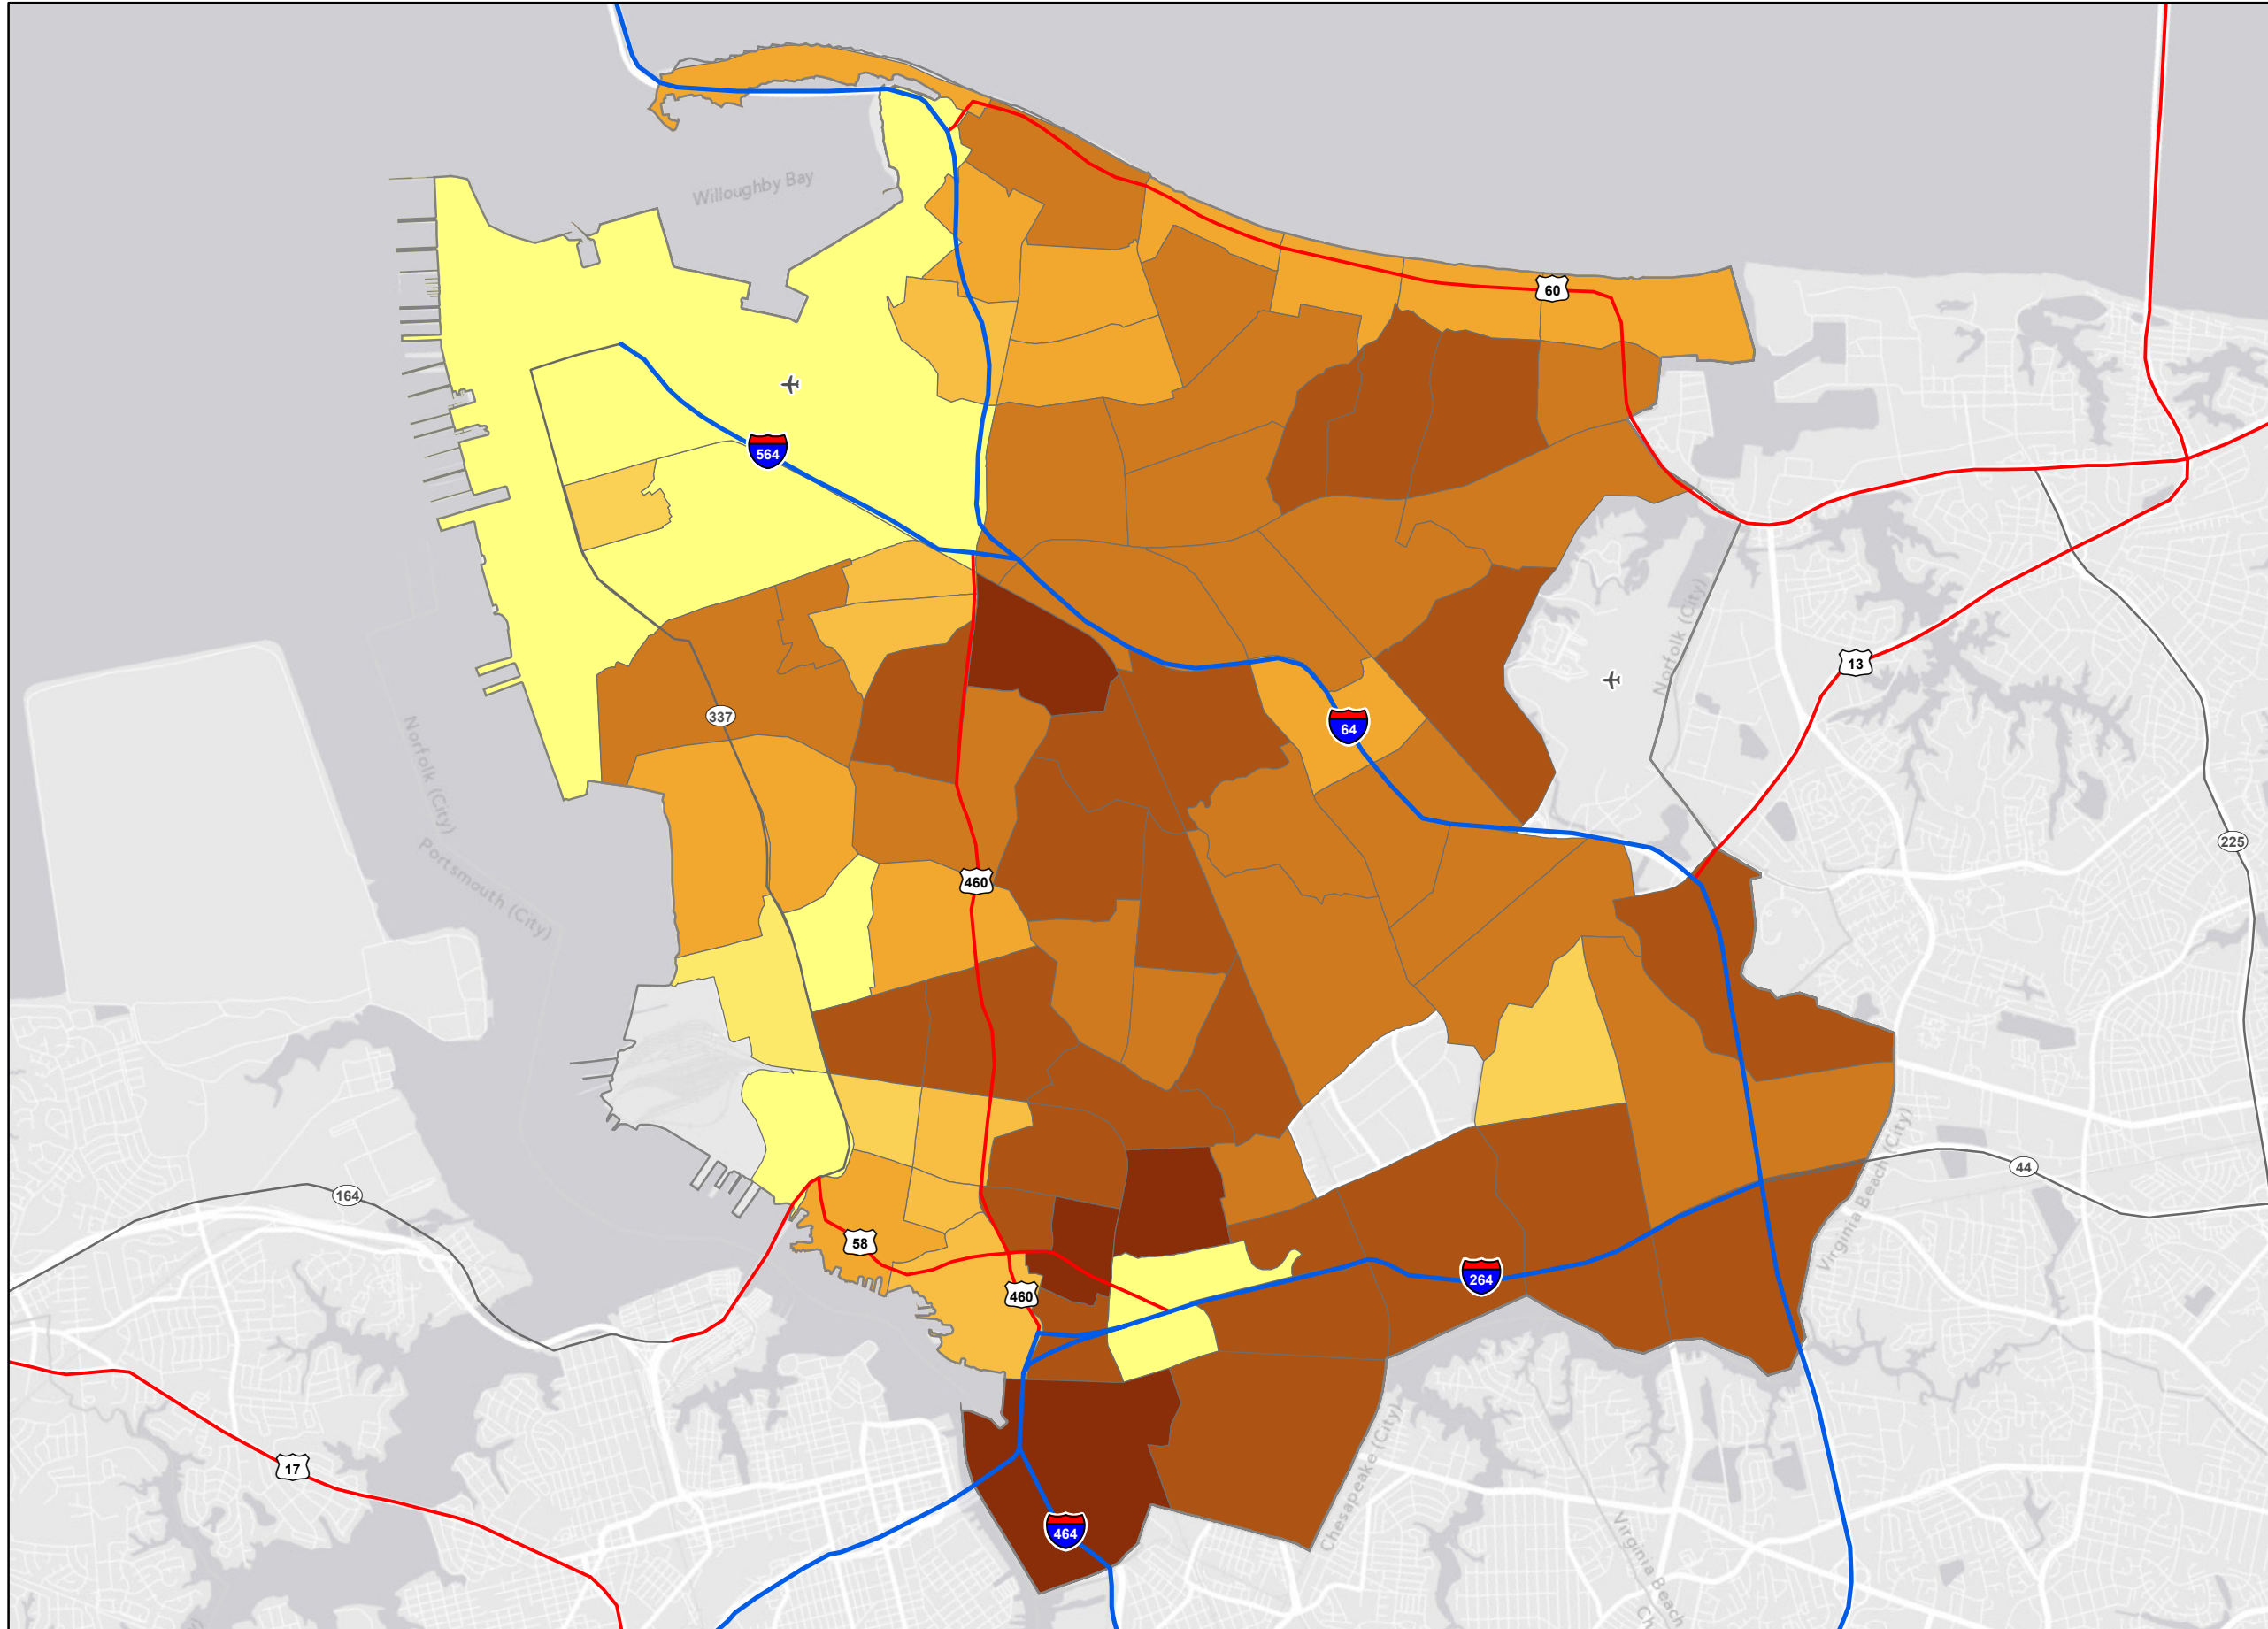 Willoughby Bay
60
564
13
Norfolk (City)
64
337
Norfolk (City)
Portsmouth (City)
225
460
44
164
Virginia Beach (City)
58
264
460
17
Chesapeake (City)
464
Virginia Beach